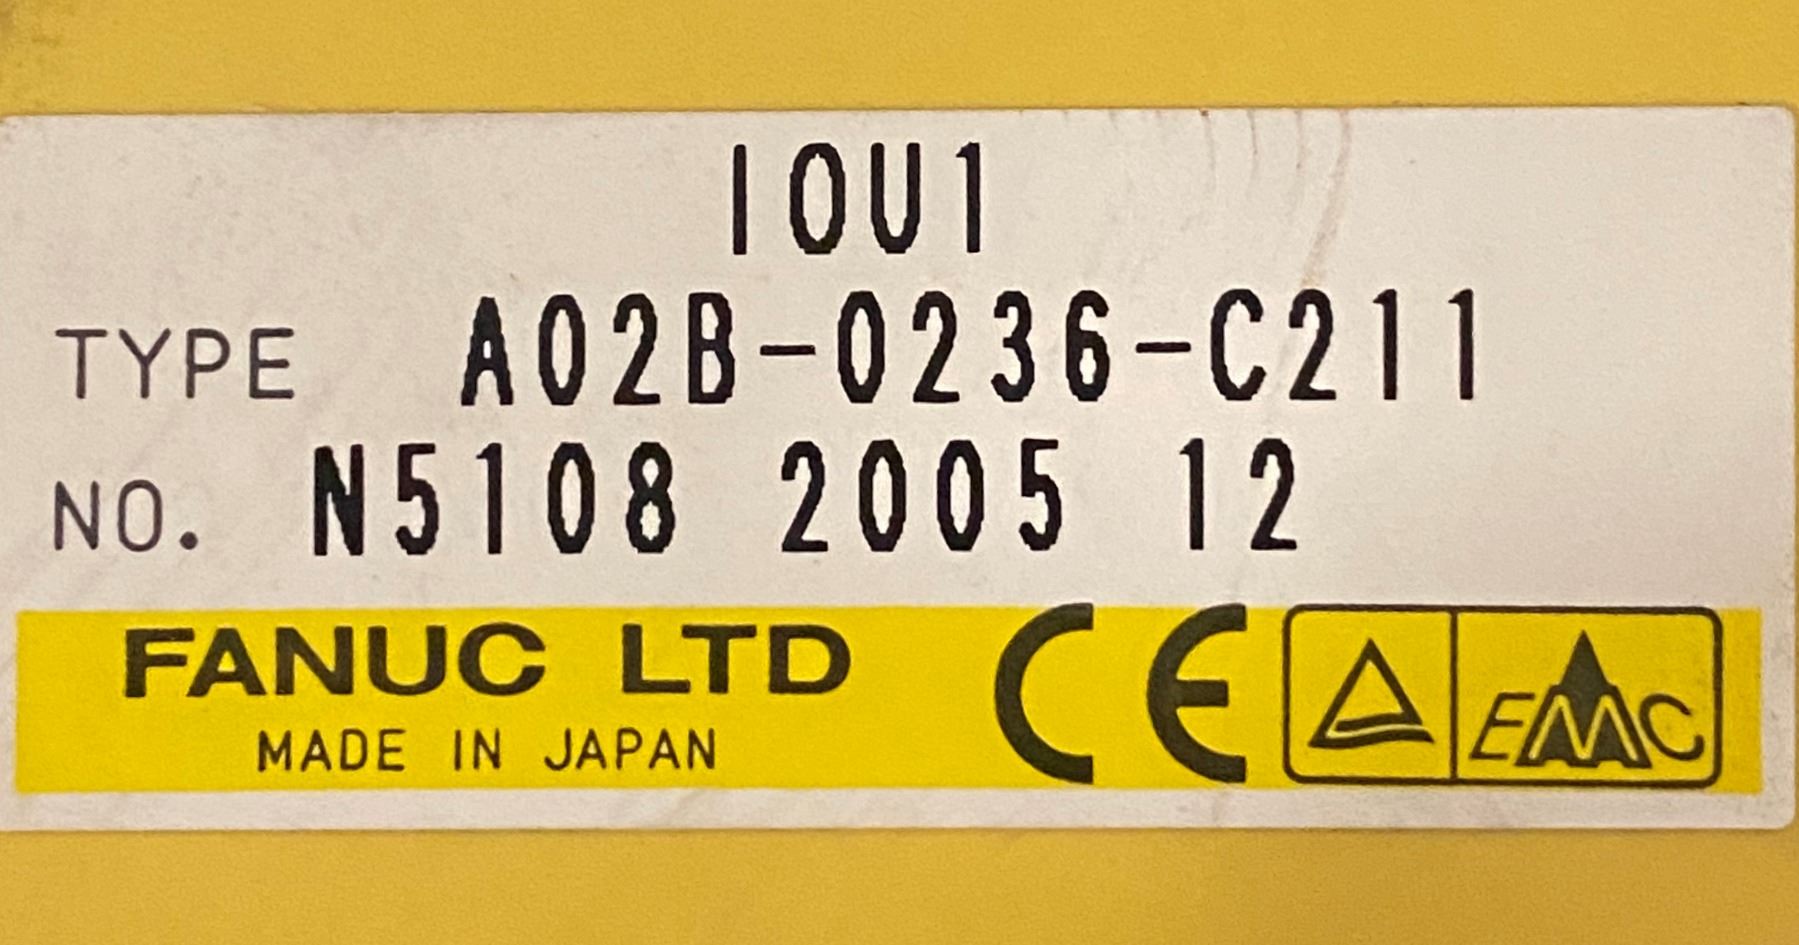 IOU1
TYPE A02B-0236-C211
NO. N5108 2005 12
FANUC LTD
MADE IN JAPAN
CE
EMC